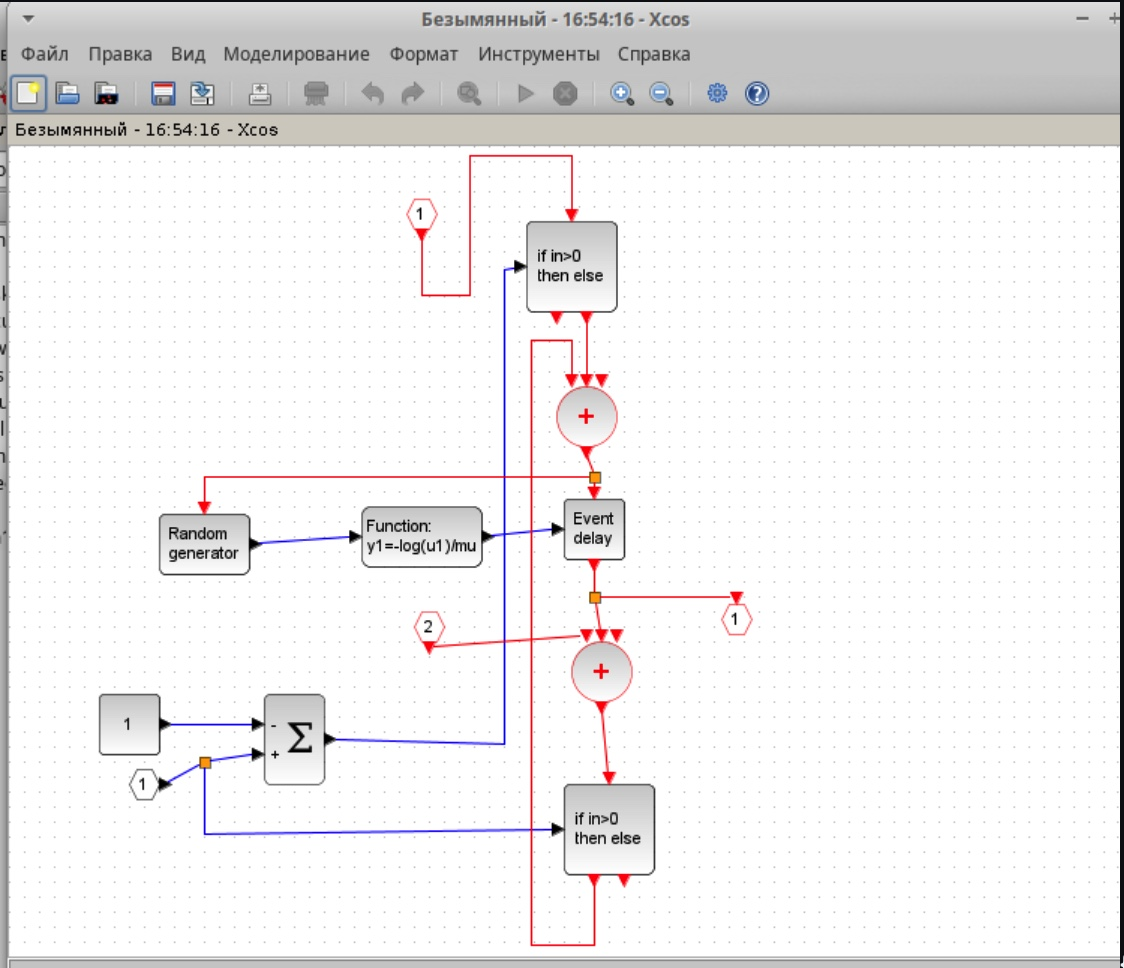 Безымянный - 16:54:16 - Xcos
Файл Правка Вид Моделирование Формат Инструменты Справка
Безымянный - 16:54:16 - Xcos
1
if in>0
then else
+
Random
generator
Function:
y1=-log(u1)/mu
Event
delay
1
2
+
1
-
+
Σ
1
if in>0
then else